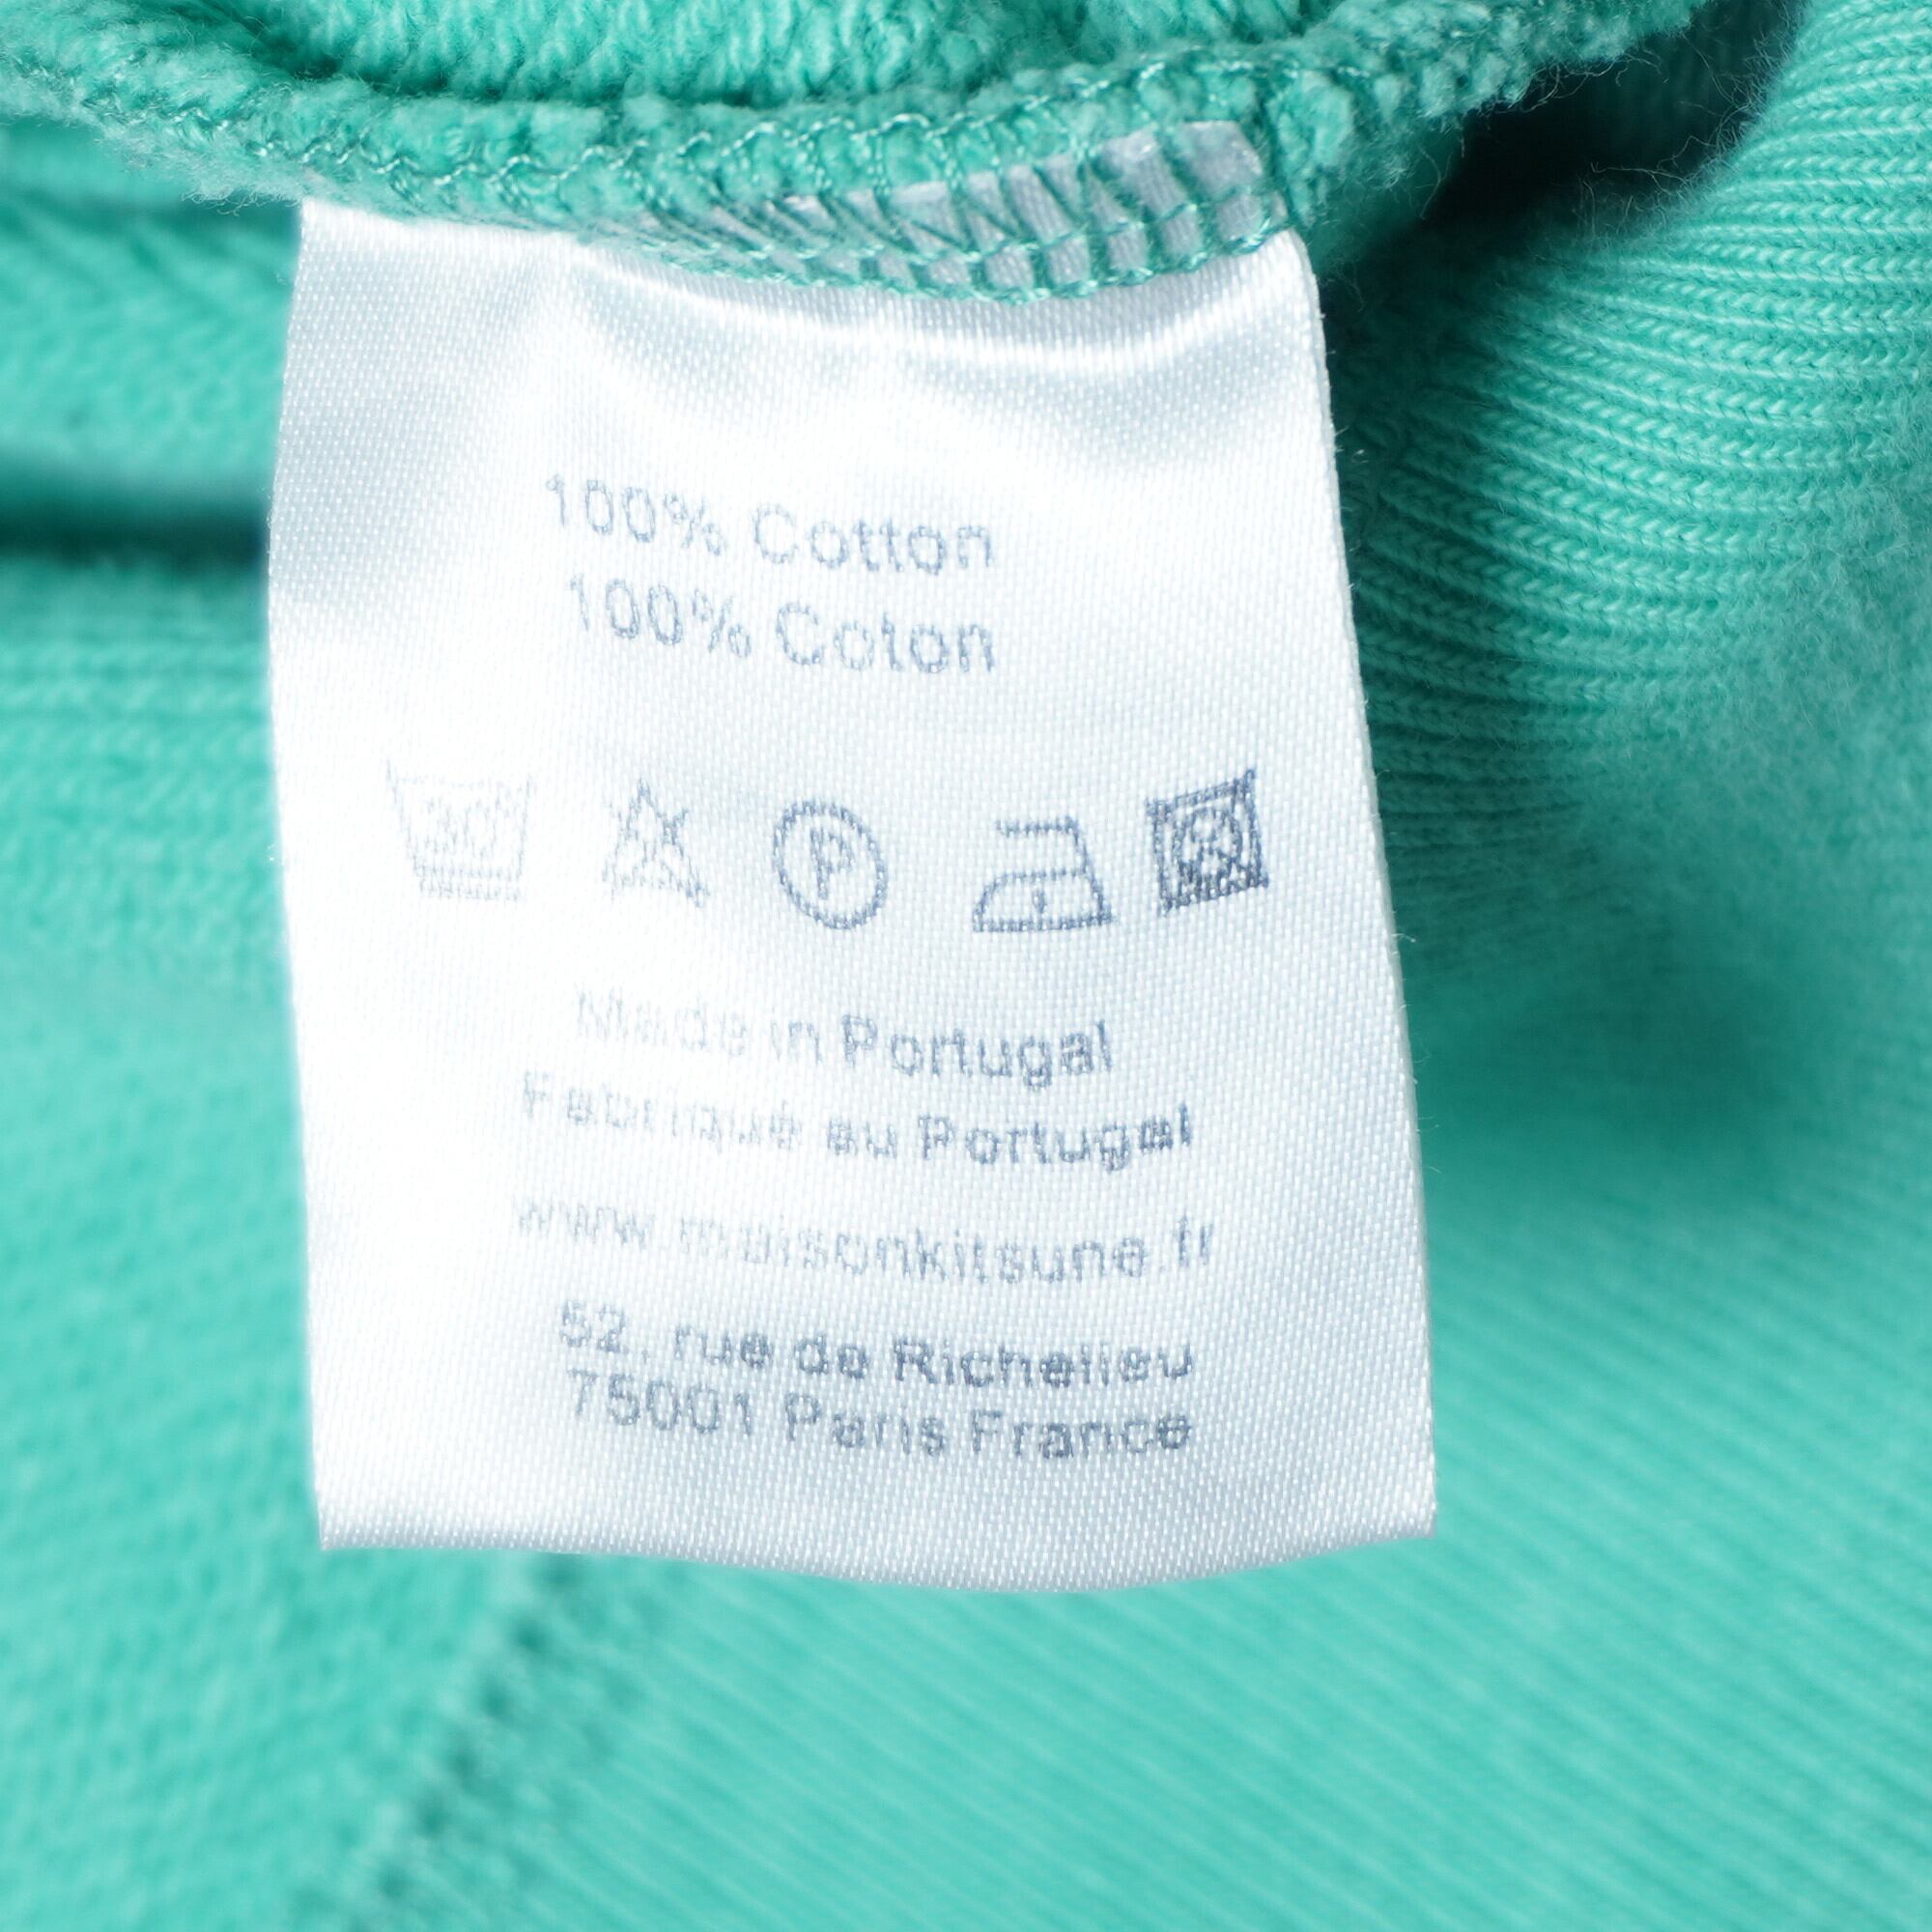 100% Cotton
100% Coton
30°
P
Made in Portugal
Fabriqué au Portugal
www.maisonkitsune.fr
52, rue de Richelieu
75001 Paris France